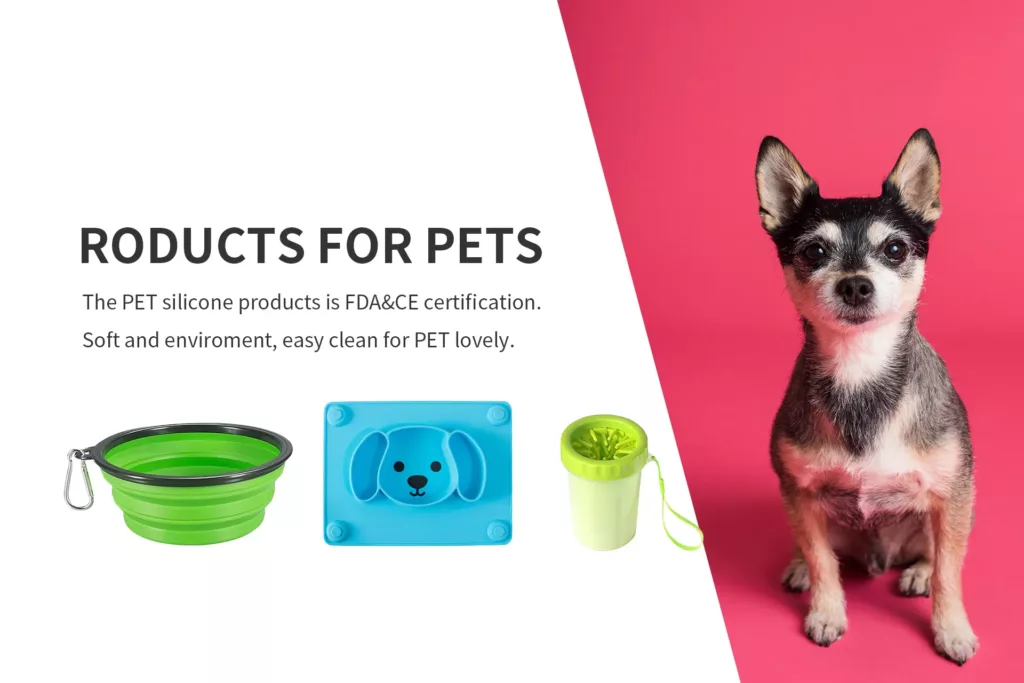 RODUCTS FOR PETS
The PET silicone products is FDA&CE certification.
Soft and enviroment, easy clean for PET lovely.